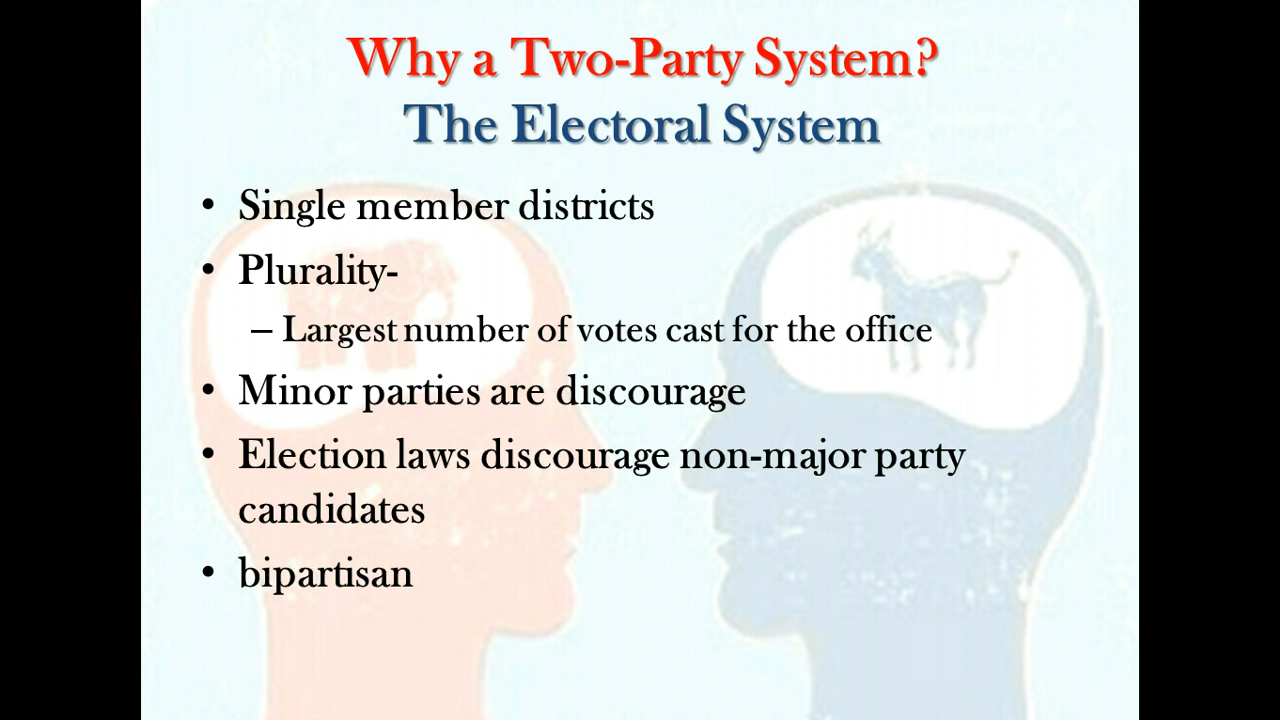 Why a Two-Party System?
The Electoral System
• Single member districts
• Plurality-
– Largest number of votes cast for the office
• Minor parties are discourage
• Election laws discourage non-major party
candidates
• bipartisan